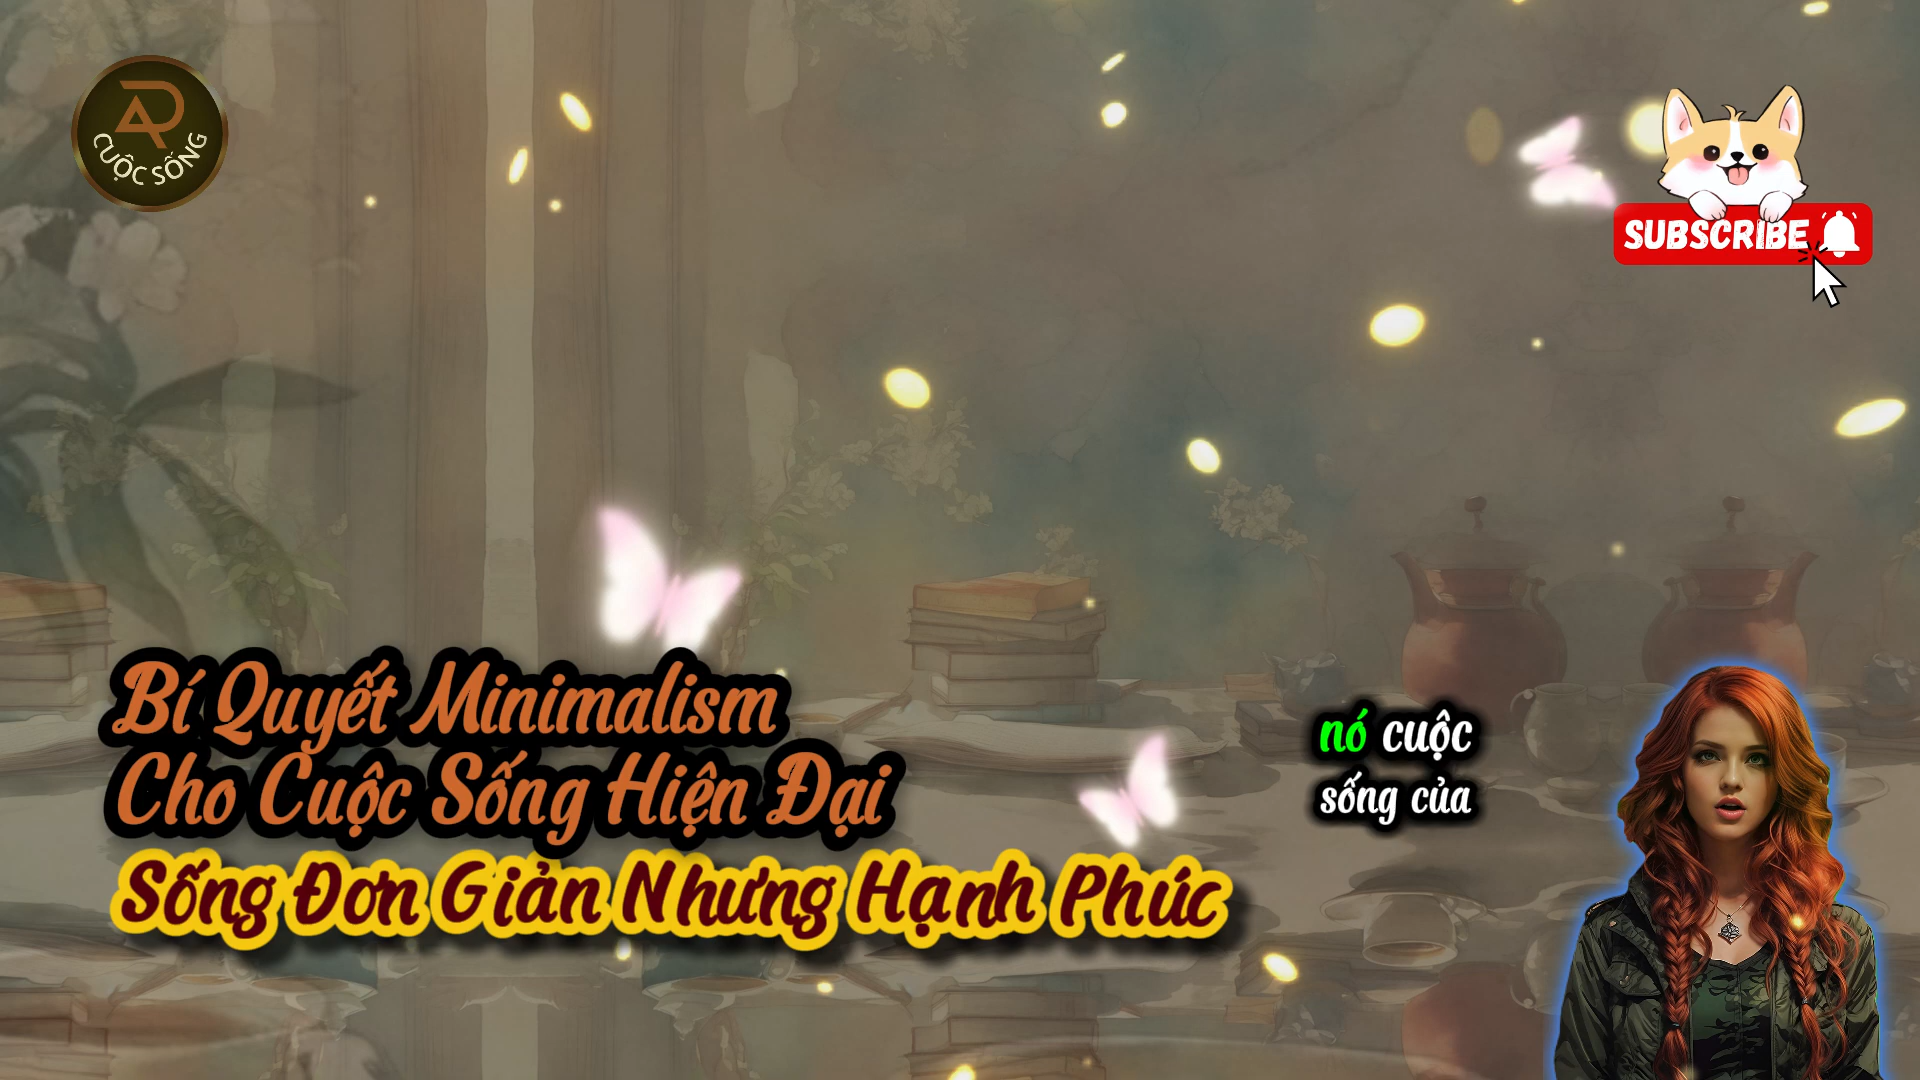 CUỘC SỐNG
SUBSCRIBE
Bí Quyết Minimalism
Cho Cuộc Sống Hiện Đại
Sống Đơn Giản Nhưng Hạnh Phúc
nó cuộc
sống của